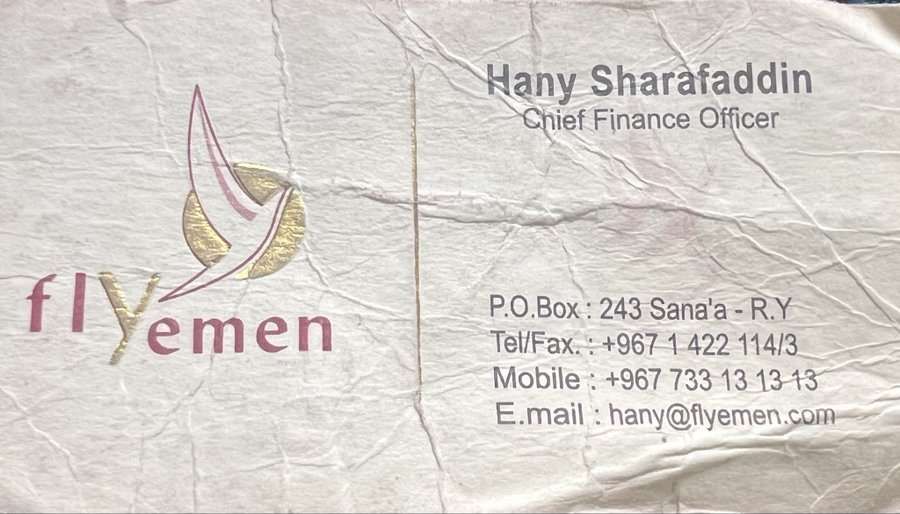 flYemen
Hany Sharafaddin
Chief Finance Officer
P.O.Box : 243 Sana'a - R.Y
Tel/Fax. : +967 1 422 114/3
Mobile : +967 733 13 13 13
E.mail : hany@flyemen.com